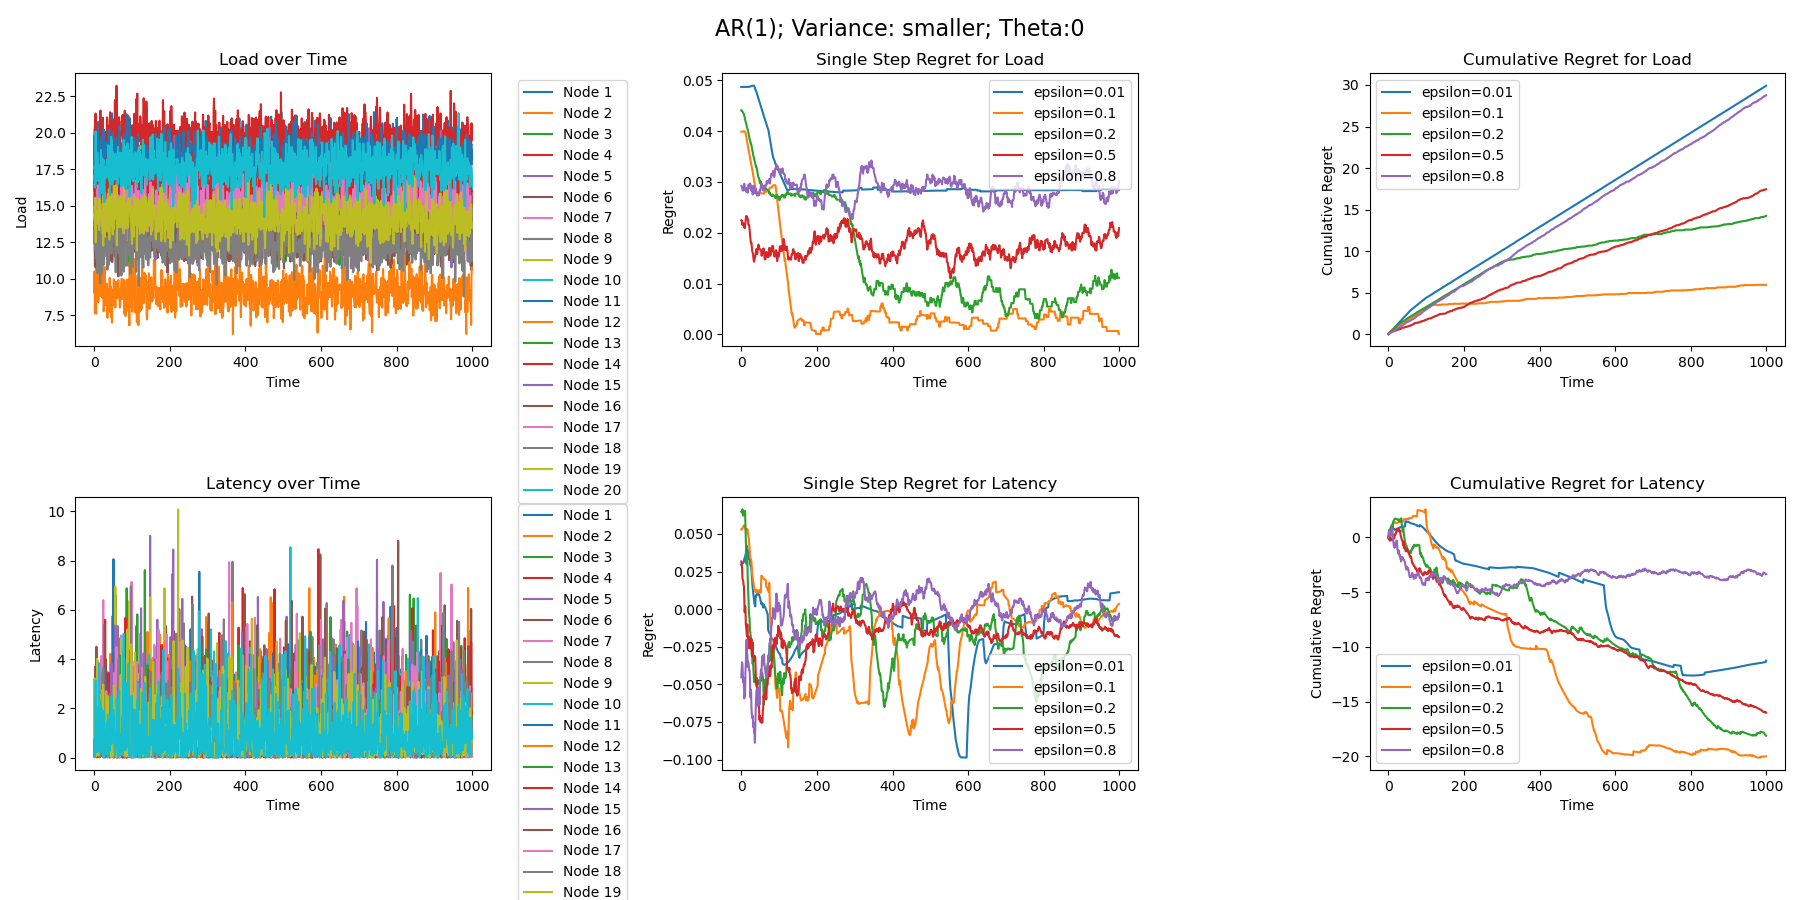 AR(1); Variance: smaller; Theta:0
Load over Time
Load
22.5
20.0
17.5
15.0
12.5
10.0
7.5
0
200
400
600
800
1000
Time
Node 1
Node 2
Node 3
Node 4
Node 5
Node 6
Node 7
Node 8
Node 9
Node 10
Node 11
Node 12
Node 13
Node 14
Node 15
Node 16
Node 17
Node 18
Node 19
Node 20
Single Step Regret for Load
Regret
0.05
0.04
0.03
0.02
0.01
0.00
0
200
400
600
800
1000
Time
epsilon=0.01
epsilon=0.1
epsilon=0.2
epsilon=0.5
epsilon=0.8
Cumulative Regret for Load
Cumulative Regret
30
25
20
15
10
5
0
0
200
400
600
800
1000
Time
epsilon=0.01
epsilon=0.1
epsilon=0.2
epsilon=0.5
epsilon=0.8
Latency over Time
Latency
10
8
6
4
2
0
0
200
400
600
800
1000
Time
Node 1
Node 2
Node 3
Node 4
Node 5
Node 6
Node 7
Node 8
Node 9
Node 10
Node 11
Node 12
Node 13
Node 14
Node 15
Node 16
Node 17
Node 18
Node 19
Single Step Regret for Latency
Regret
0.050
0.025
0.000
−0.025
−0.050
−0.075
−0.100
0
200
400
600
800
1000
Time
epsilon=0.01
epsilon=0.1
epsilon=0.2
epsilon=0.5
epsilon=0.8
Cumulative Regret for Latency
Cumulative Regret
0
−5
−10
−15
−20
0
200
400
600
800
1000
Time
epsilon=0.01
epsilon=0.1
epsilon=0.2
epsilon=0.5
epsilon=0.8